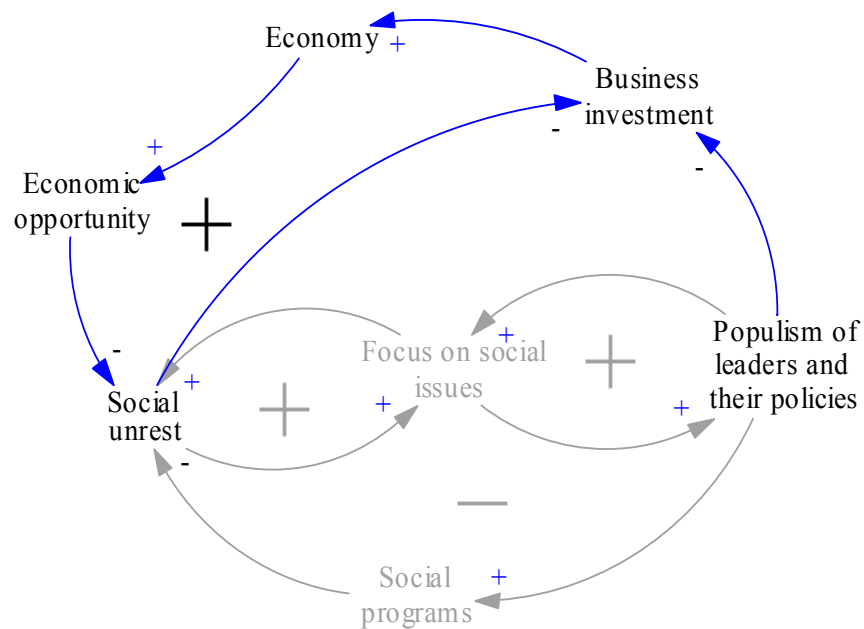 Economy
+
Business
investment
-
-
+
Economic
opportunity
+
-
Populism of
leaders and
their policies
+
Focus on social
issues
+
+
Social
unrest
+
+
+
-
—
Social
programs
+